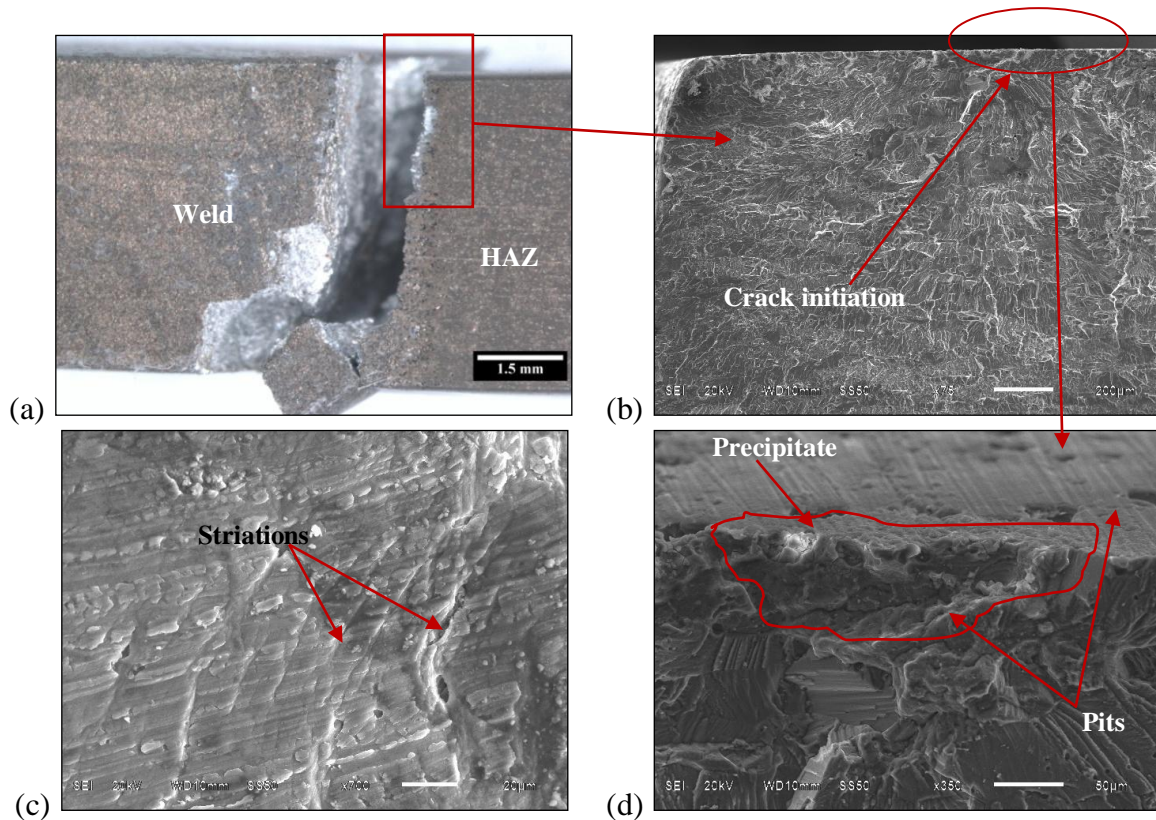 Weld
HAZ
1.5 mm
(a)
Crack initiation
SEI 20kV WD10mm SS50 x75 200µm
(b)
Striations
SEI 20kV WD10mm SS50 x700 20µm
(c)
Precipitate
Pits
SEI 20kV WD10mm SS50 x350 50µm
(d)